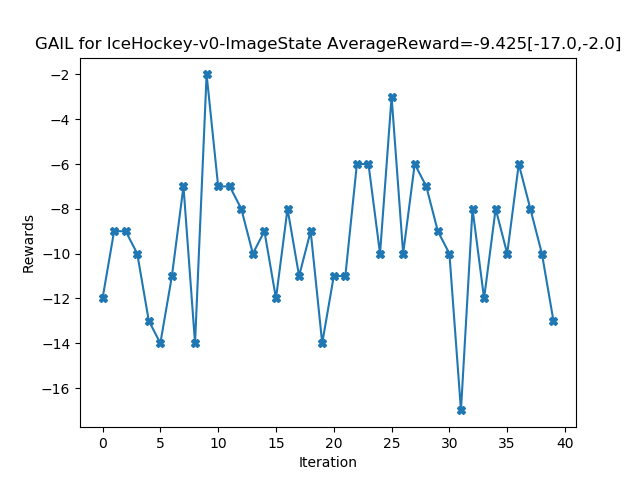 GAIL for IceHockey-v0-ImageState AverageReward=-9.425[-17.0,-2.0]
−2
−4
−6
−8
−10
−12
−14
−16
Rewards
0 5 10 15 20 25 30 35 40
Iteration